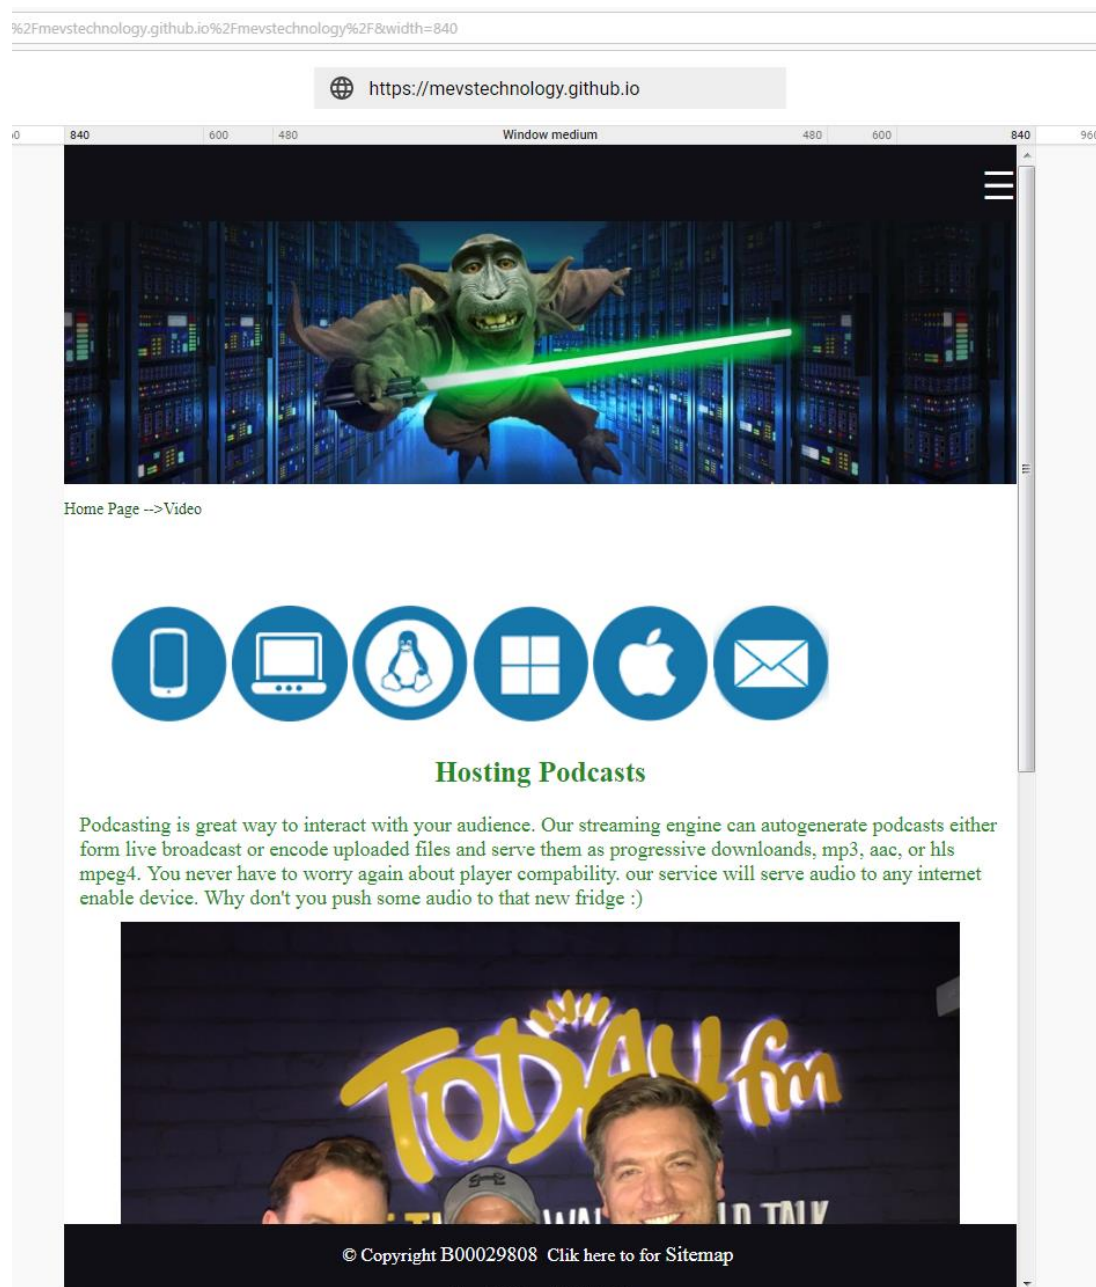 %2Fmevstechnology.github.io%2Fmevstechnology%2F&width=840
https://mevstechnology.github.io
840 600 480 Window medium 480 600 840 960
Home Page -->Video
Hosting Podcasts
Podcasting is great way to interact with your audience. Our streaming engine can autogenerate podcasts either
form live broadcast or encode uploaded files and serve them as progressive downloands, mp3, aac, or hls
mpeg4. You never have to worry again about player compability. our service will serve audio to any internet
enable device. Why don't you push some audio to that new fridge :)
TODAY fm
TALK
© Copyright B00029808 Clik here to for Sitemap